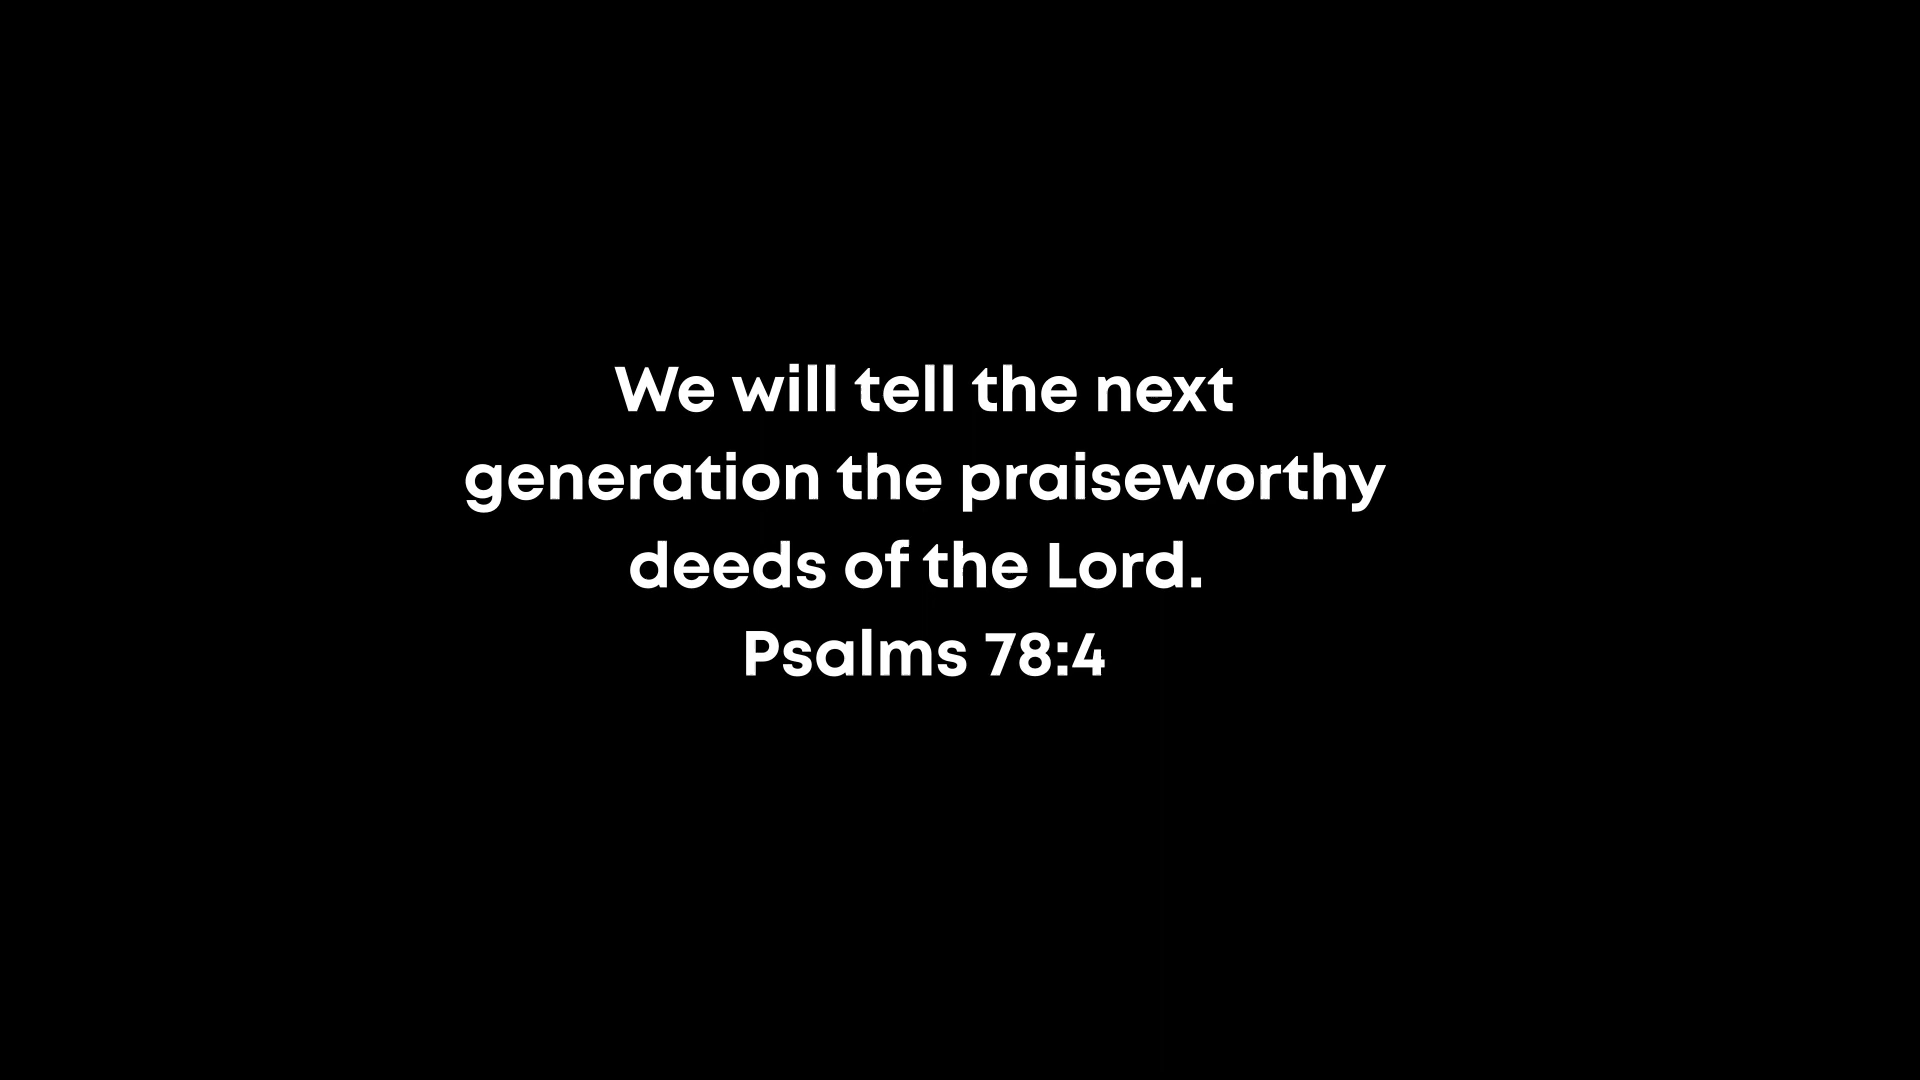 We will tell the next
generation the praiseworthy
deeds of the Lord.
Psalms 78:4